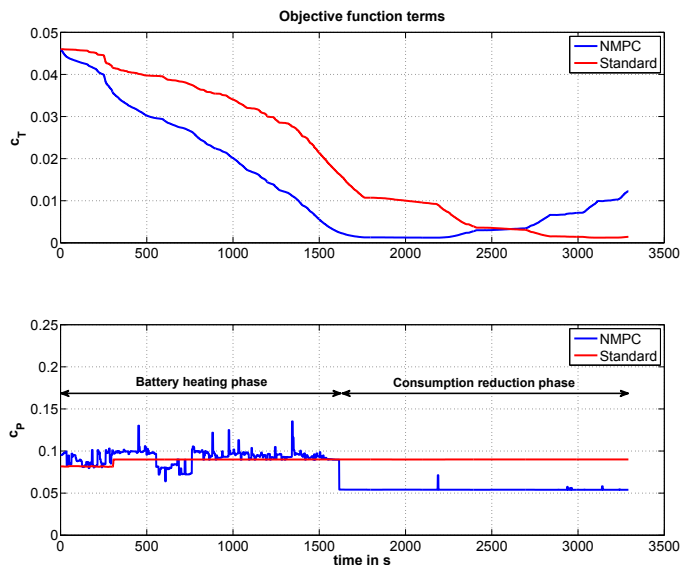 Objective function terms
0.05
0.04
0.03
0.02
0.01
0
c_T
NMPC
Standard
0 500 1000 1500 2000 2500 3000 3500
0.25
0.2
0.15
0.1
0.05
0
c_P
NMPC
Standard
Battery heating phase
Consumption reduction phase
0 500 1000 1500 2000 2500 3000 3500
time in s